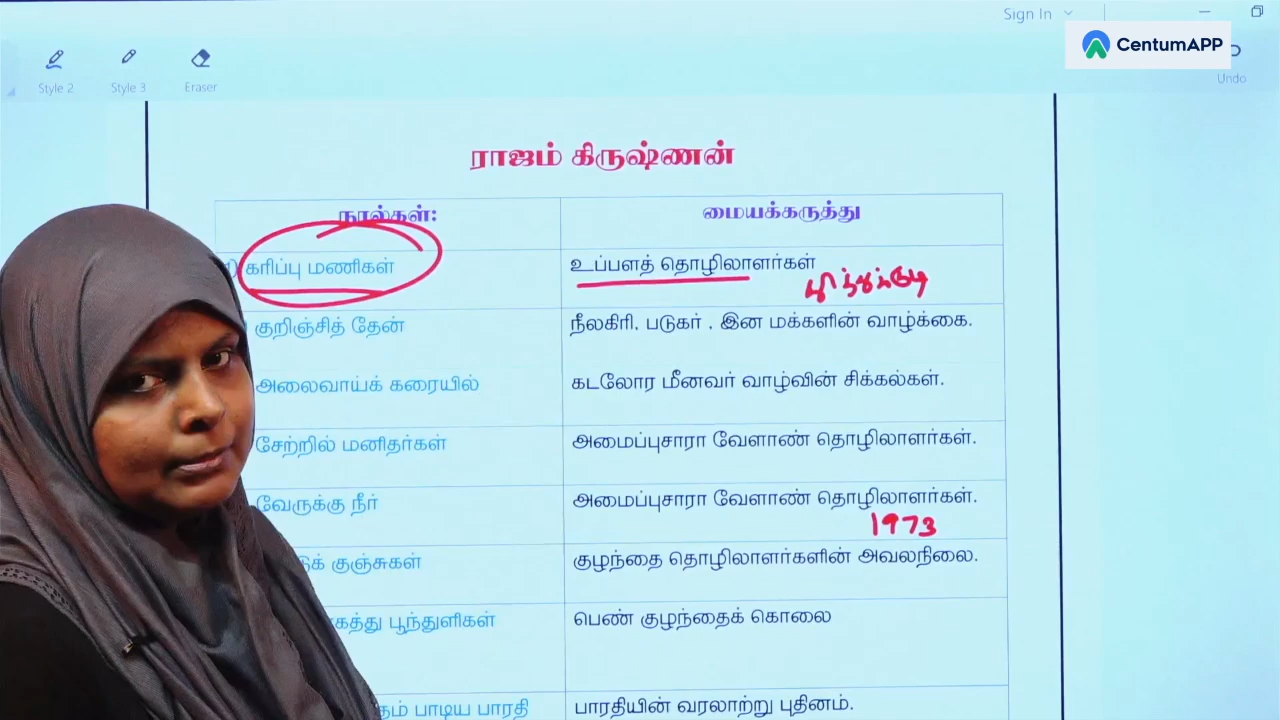 Sign In
CentumAPP
Style 2
Style 3
Eraser
Undo
ராஜம் கிருஷ்ணன்
நூல்கள்:
மையக்கருத்து
கரிப்பு மணிகள்
உப்பளத் தொழிலாளர்கள்
குறிஞ்சித் தேன்
நீலகிரி. படுகர் . இன மக்களின் வாழ்க்கை.
அலைவாய்க் கரையில்
கடலோர மீனவர் வாழ்வின் சிக்கல்கள்.
சேற்றில் மனிதர்கள்
அமைப்புசாரா வேளாண் தொழிலாளர்கள்.
வேருக்கு நீர்
அமைப்புசாரா வேளாண் தொழிலாளர்கள்.
1973
குஞ்சுகள்
குழந்தை தொழிலாளர்களின் அவலநிலை.
பூந்துளிகள்
பெண் குழந்தைக் கொலை
பாடிய பாரதி
பாரதியின் வரலாற்று புதினம்.